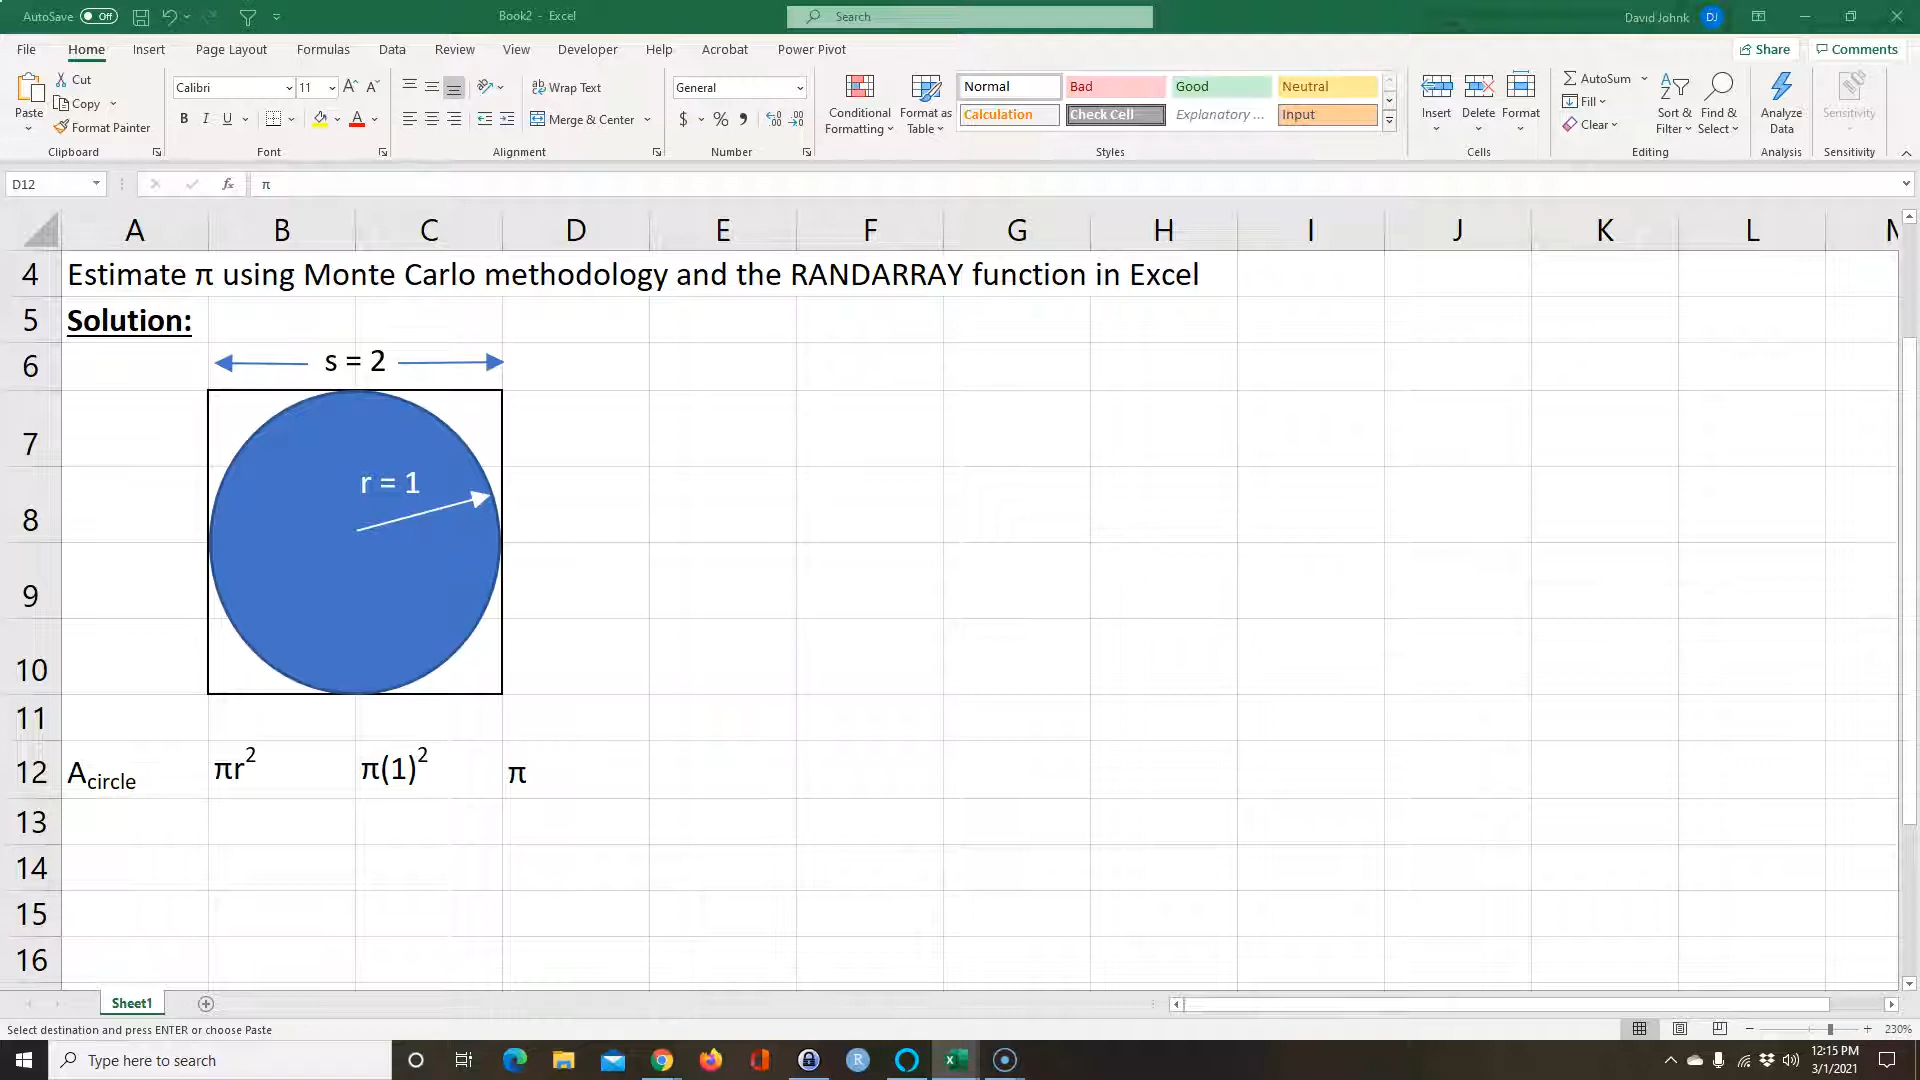 AutoSave Off
Book2 - Excel
Search
David Johnk DJ
File Home Insert Page Layout Formulas Data Review View Developer Help Acrobat Power Pivot Share Comments
Paste
Cut
Copy
Format Painter
Clipboard
Calibri 11
B I U
A A
Font
Wrap Text
Merge & Center
Alignment
General
$ % 9
Number
Conditional Formatting
Format as Table
Normal Bad Good Neutral
Calculation Check Cell Explanatory ... Input
Styles
Insert Delete Format
Cells
AutoSum
Fill
Clear
Sort & Filter
Find & Select
Editing
Analyze Data
Analysis
Sensitivity
Sensitivity
D12 fx π
A B C D E F G H I J K L
4 Estimate π using Monte Carlo methodology and the RANDARRAY function in Excel
5 Solution:
6 s = 2
7
r = 1
8
9
10
11
12 Acircle πr² π(1)² π
13
14
15
16
Sheet1
Select destination and press ENTER or choose Paste
230%
Type here to search
R
12:15 PM
3/1/2021